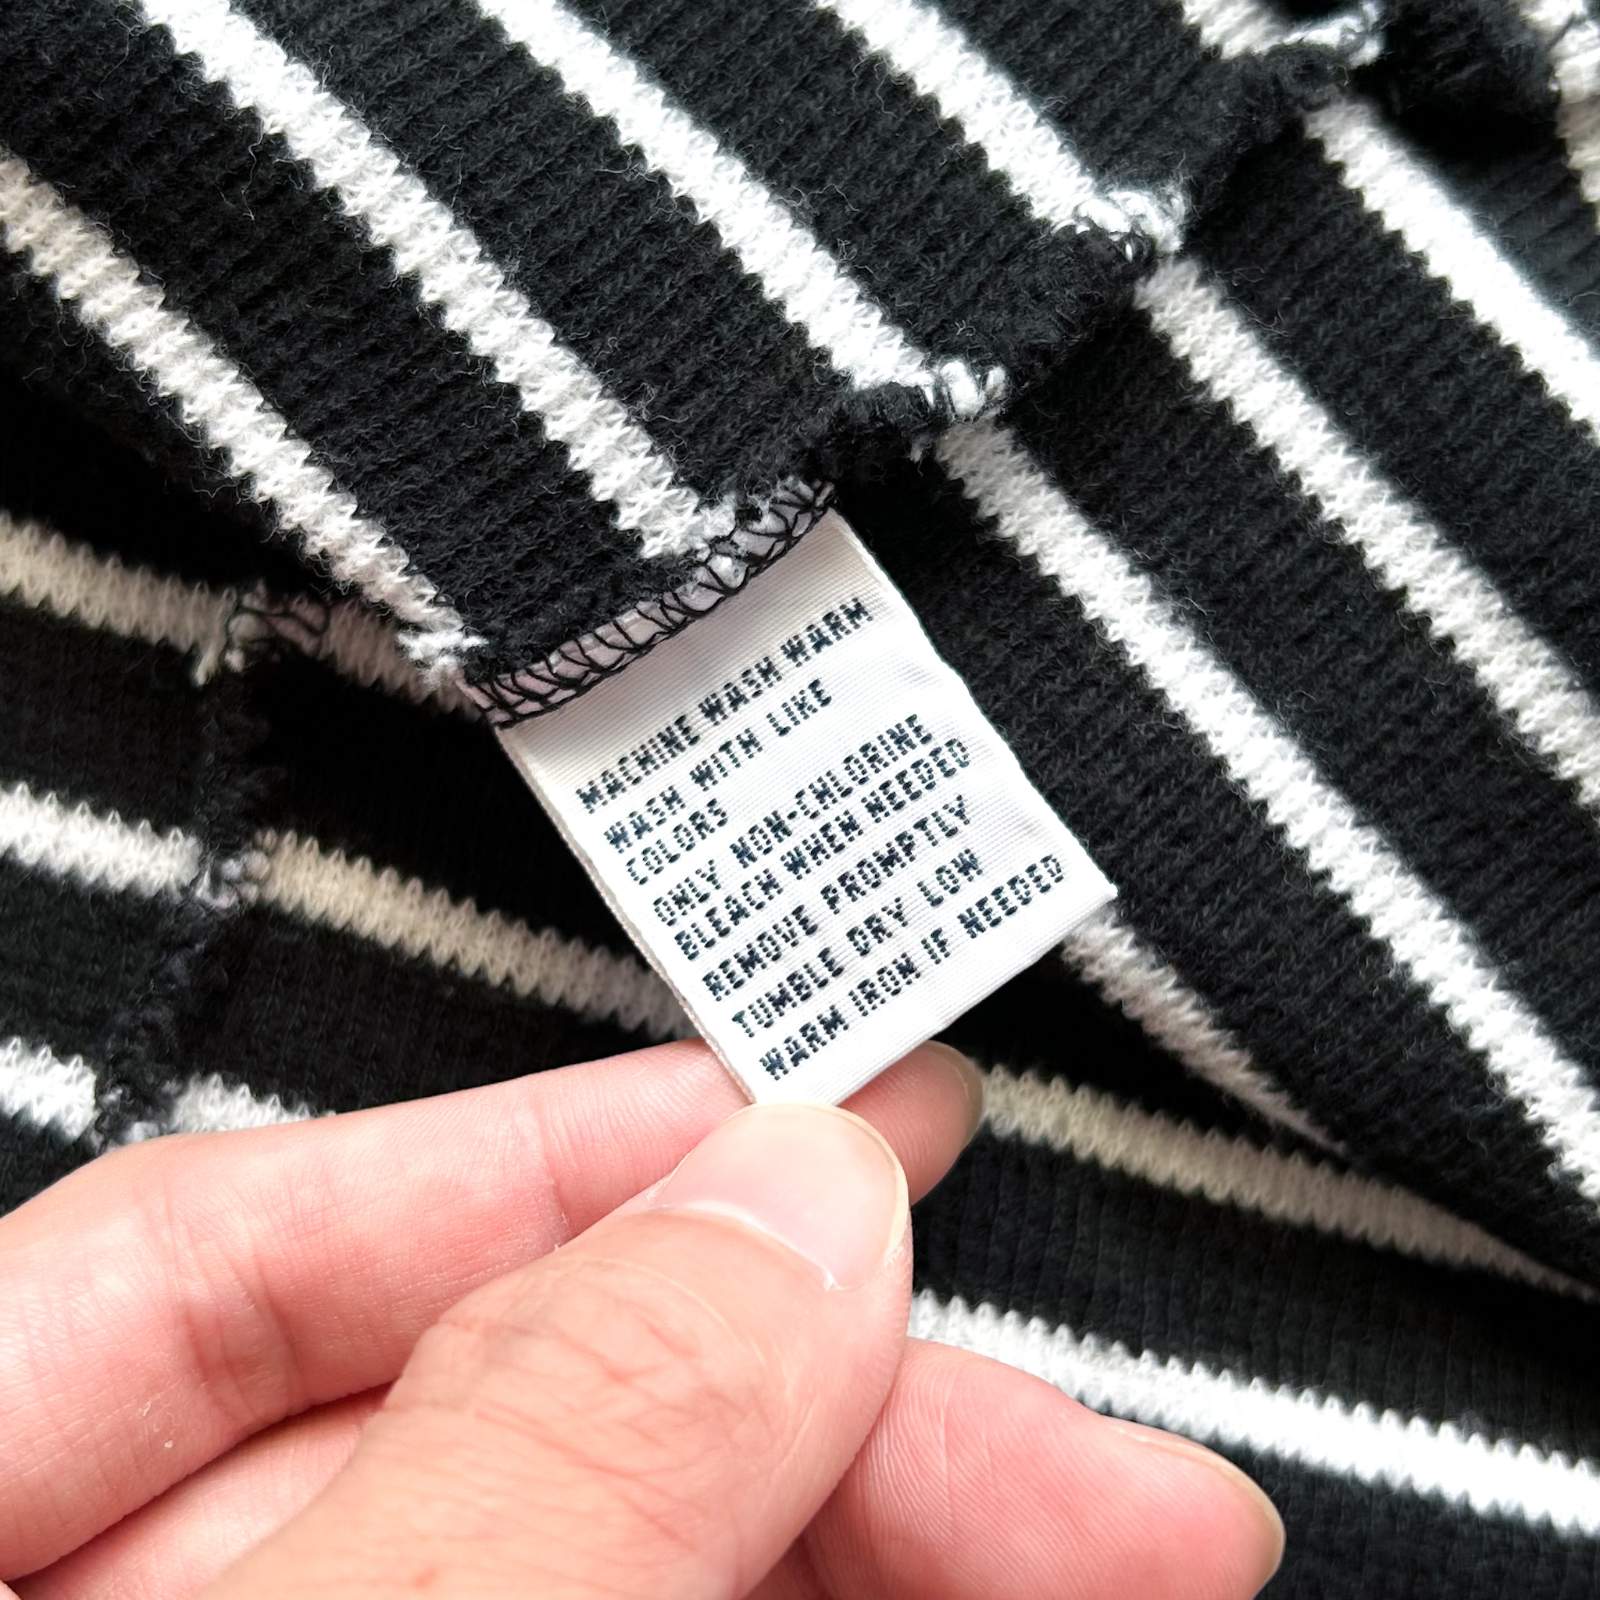 MACHINE WASH WARM
WASH WITH LIKE
COLORS
ONLY NON-CHLORINE
BLEACH WHEN NEEDED
REMOVE PROMPTLY
TUMBLE DRY LOW
WARM IRON IF NEEDED